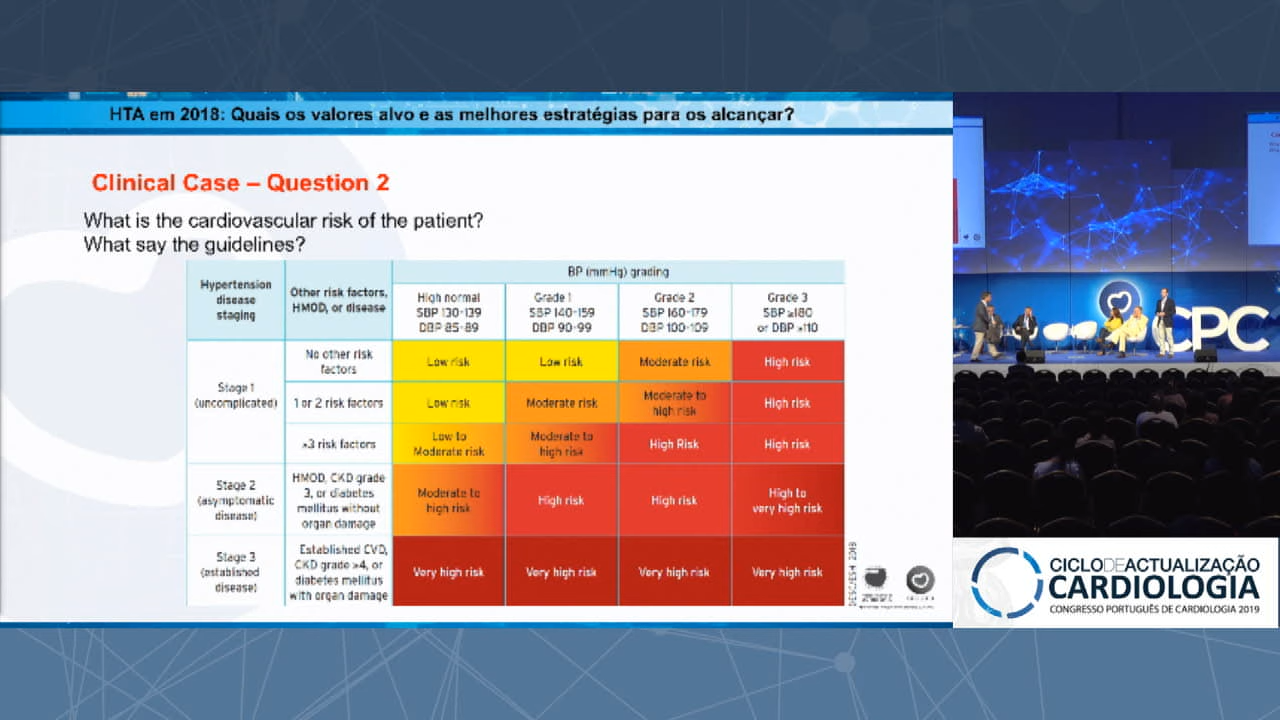 HTA em 2018: Quais os valores alvo e as melhores estratégias para os alcançar?
Clinical Case – Question 2
What is the cardiovascular risk of the patient?
What say the guidelines?
Hypertension
disease
staging
Other risk factors,
HMOD, or disease
BP (mmHg) grading
High normal
SBP 130-139
DBP 85-89
Grade 1
SBP 140-159
DBP 90-99
Grade 2
SBP 160-179
DBP 100-109
Grade 3
SBP ≥180
or DBP ≥110
Stage 1
(uncomplicated)
No other risk
factors
Low risk
Low risk
Moderate risk
High risk
1 or 2 risk factors
Low risk
Moderate risk
Moderate to
high risk
High risk
≥3 risk factors
Low to
Moderate risk
Moderate to
high risk
High Risk
High risk
Stage 2
(asymptomatic
disease)
HMOD, CKD grade
3, or diabetes
mellitus without
organ damage
Moderate to
high risk
High risk
High risk
High to
very high risk
Stage 3
(established
disease)
Established CVD,
CKD grade ≥4, or
diabetes mellitus
with organ damage
Very high risk
Very high risk
Very high risk
Very high risk
CPC
CICLO DE ACTUALIZAÇÃO
CARDIOLOGIA
CONGRESSO PORTUGUÊS DE CARDIOLOGIA 2019